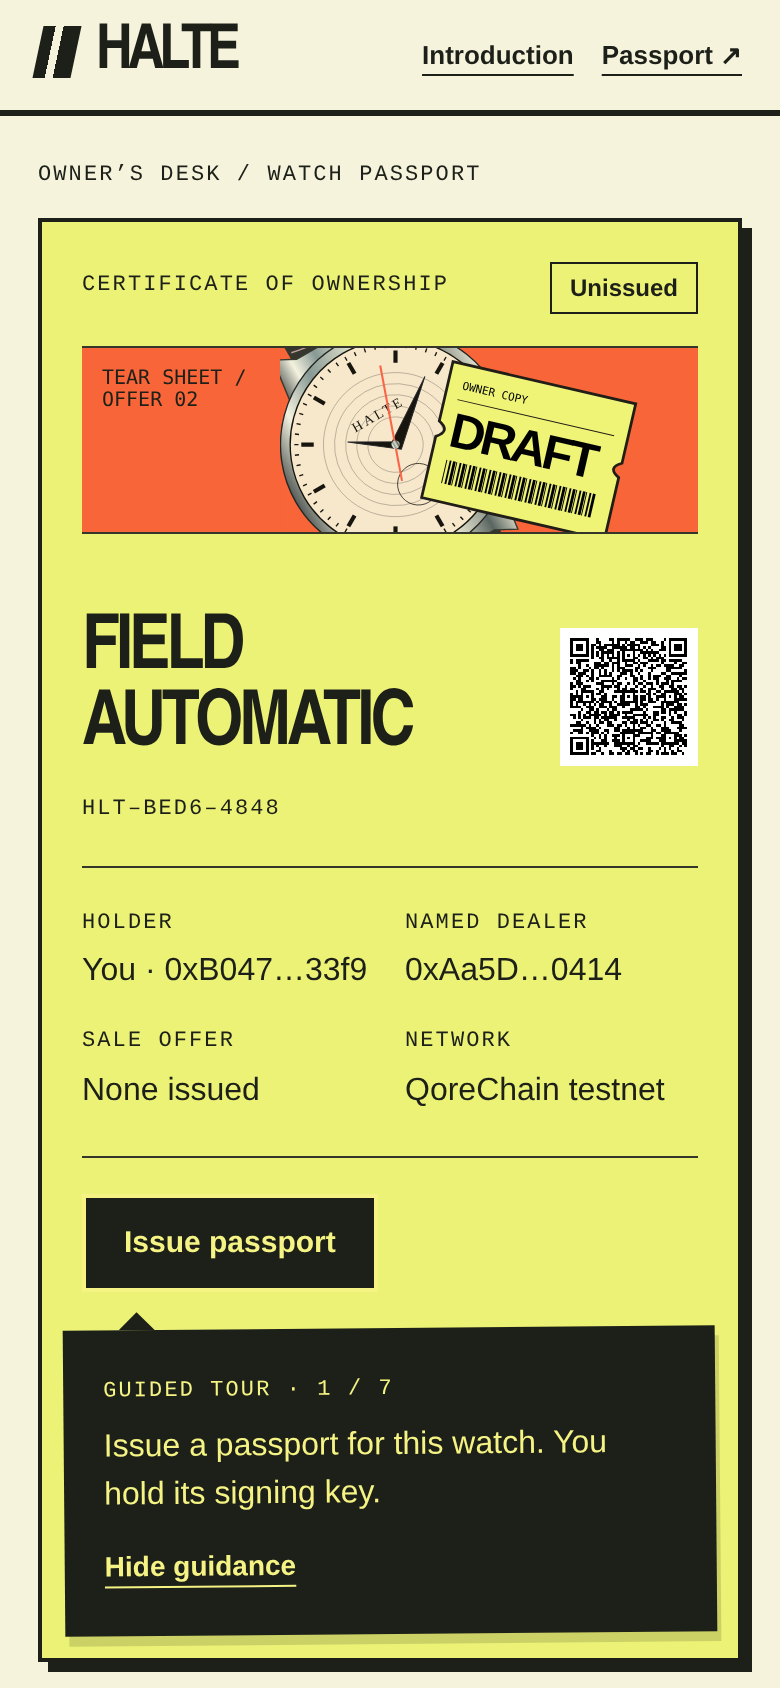 HALTE
Introduction
Passport ↗
OWNER’S DESK / WATCH PASSPORT
CERTIFICATE OF OWNERSHIP
Unissued
TEAR SHEET /
OFFER 02
HALTE
OWNER COPY
DRAFT
FIELD
AUTOMATIC
HLT–BED6–4848
HOLDER
You · 0xB047…33f9
NAMED DEALER
0xAa5D…0414
SALE OFFER
None issued
NETWORK
QoreChain testnet
Issue passport
GUIDED TOUR · 1 / 7
Issue a passport for this watch. You
hold its signing key.
Hide guidance